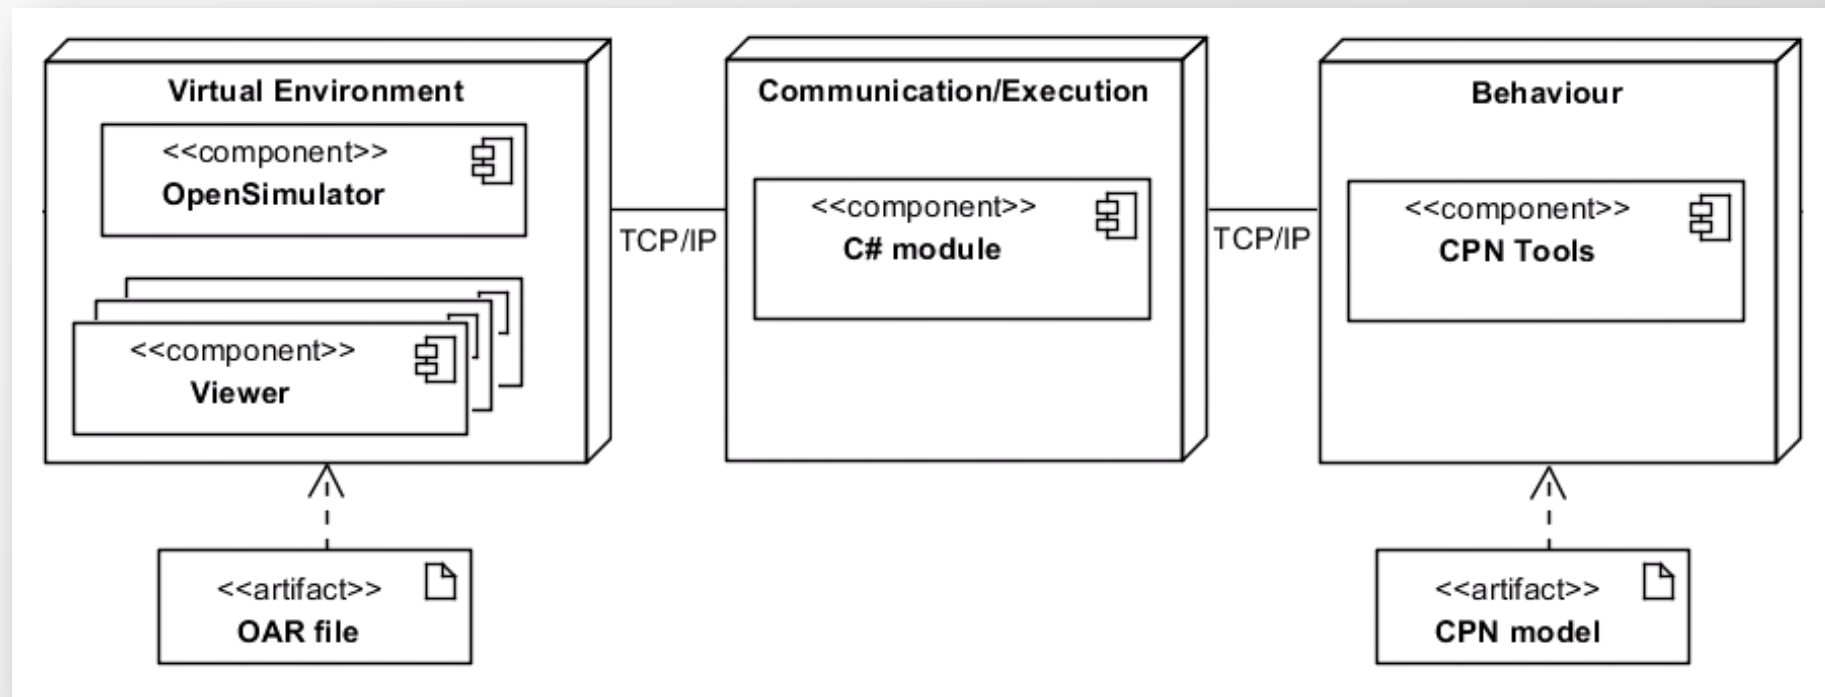 Virtual Environment
<<component>>
OpenSimulator
<<component>>
Viewer
TCP/IP
Communication/Execution
<<component>>
C# module
TCP/IP
Behaviour
<<component>>
CPN Tools
<<artifact>>
OAR file
<<artifact>>
CPN model